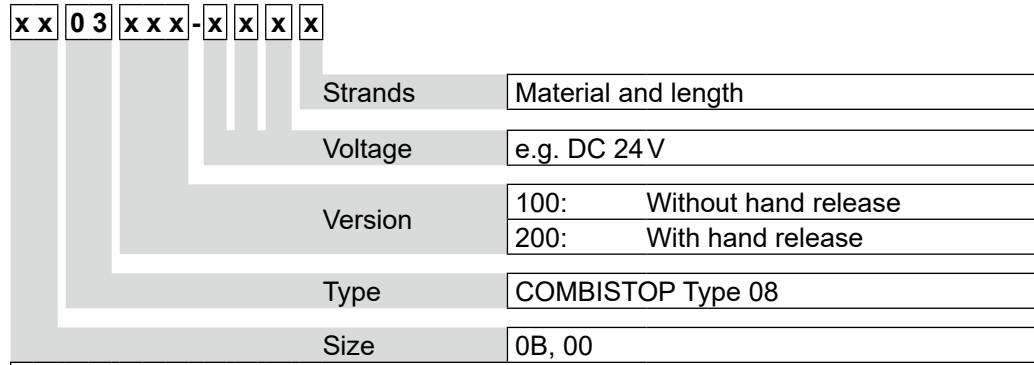 x x 0 3 x x x - x x x x
Strands Material and length
Voltage e.g. DC 24 V
Version
100: Without hand release
200: With hand release
Type COMBISTOP Type 08
Size 0B, 00